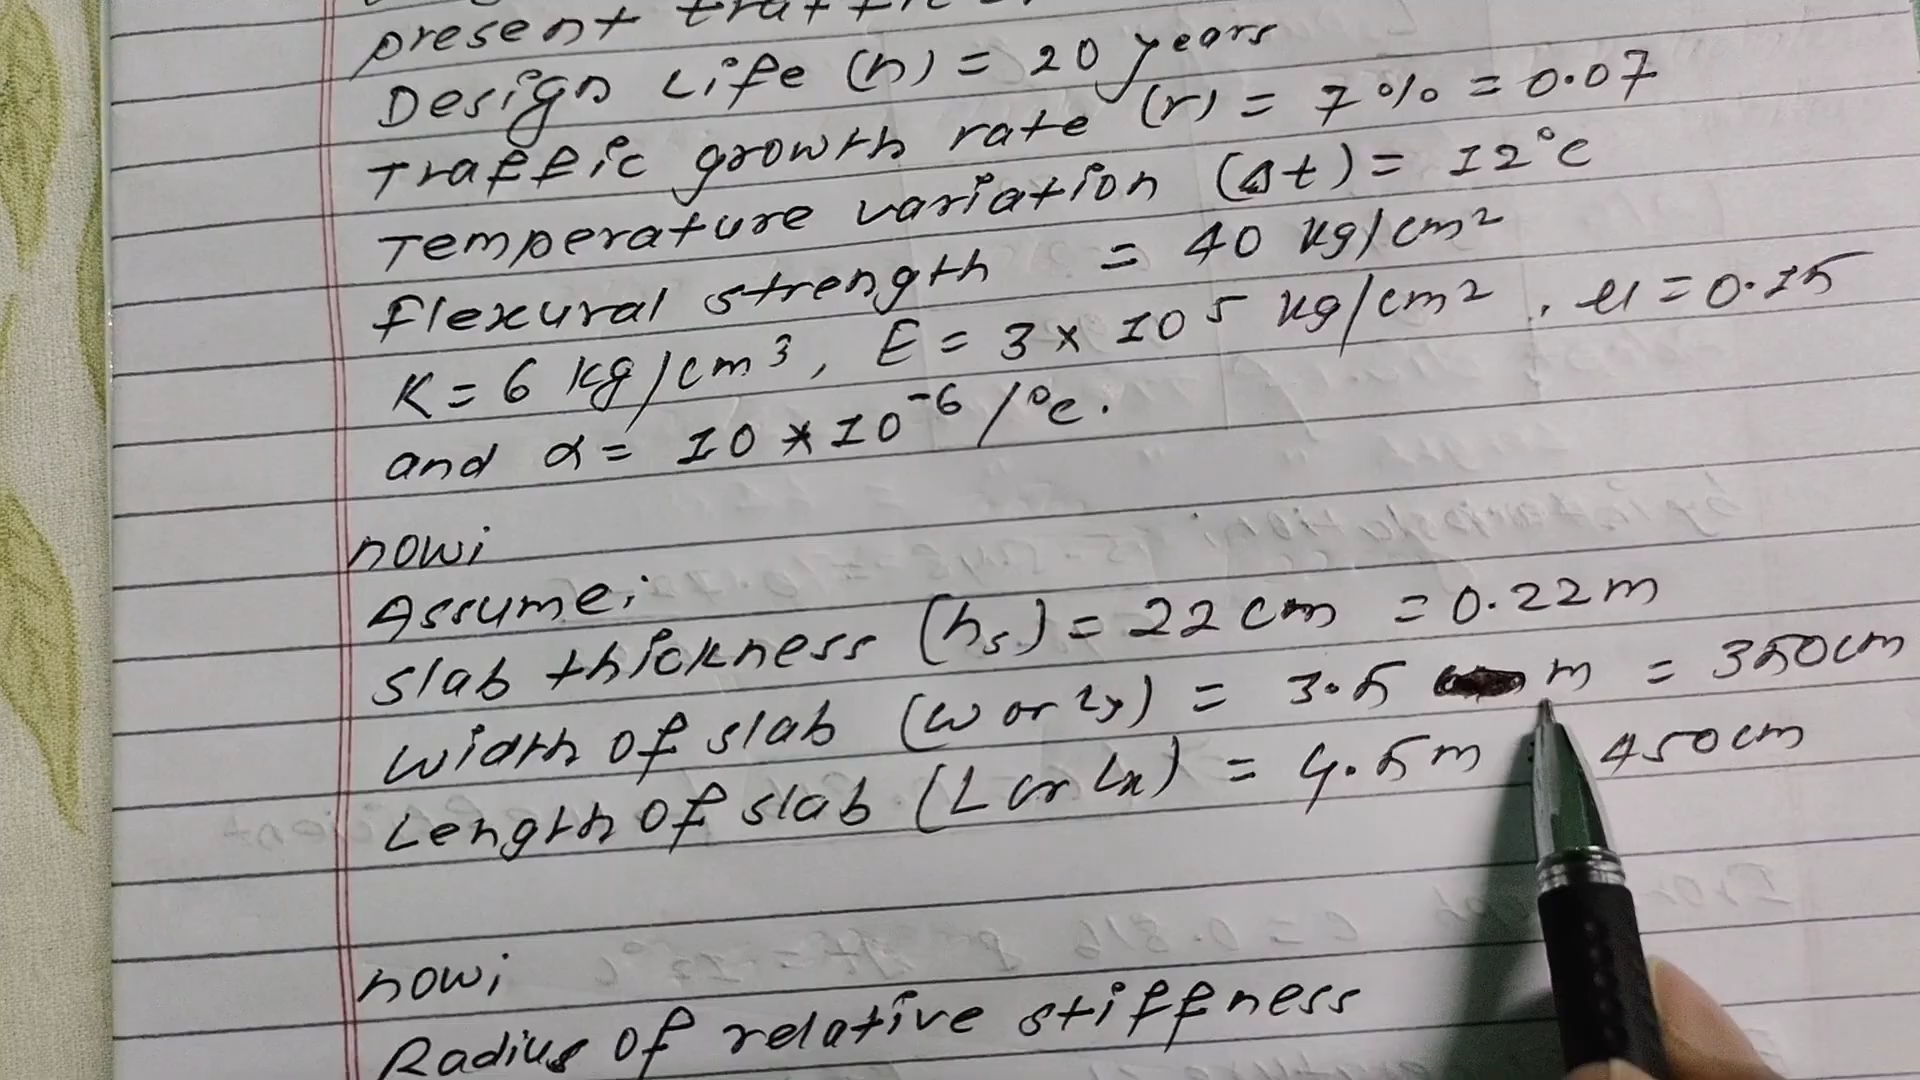 present traffic
Design Life (n) = 20 years
Traffic growth rate (r) = 7% = 0.07
Temperature variation (Δt) = 12°c
flexural strength = 40 kg/cm²
K = 6 kg/cm³, E = 3 × 10⁵ kg/cm², μ = 0.15
and α = 10 * 10⁻⁶ /°c.
now;
Assume;
slab thickness (hs) = 22 cm = 0.22m
width of slab (w or Ly) = 3.5 m = 350cm
Length of slab (L or Lx) = 4.5m 450cm
now;
Radius of relative stiffness